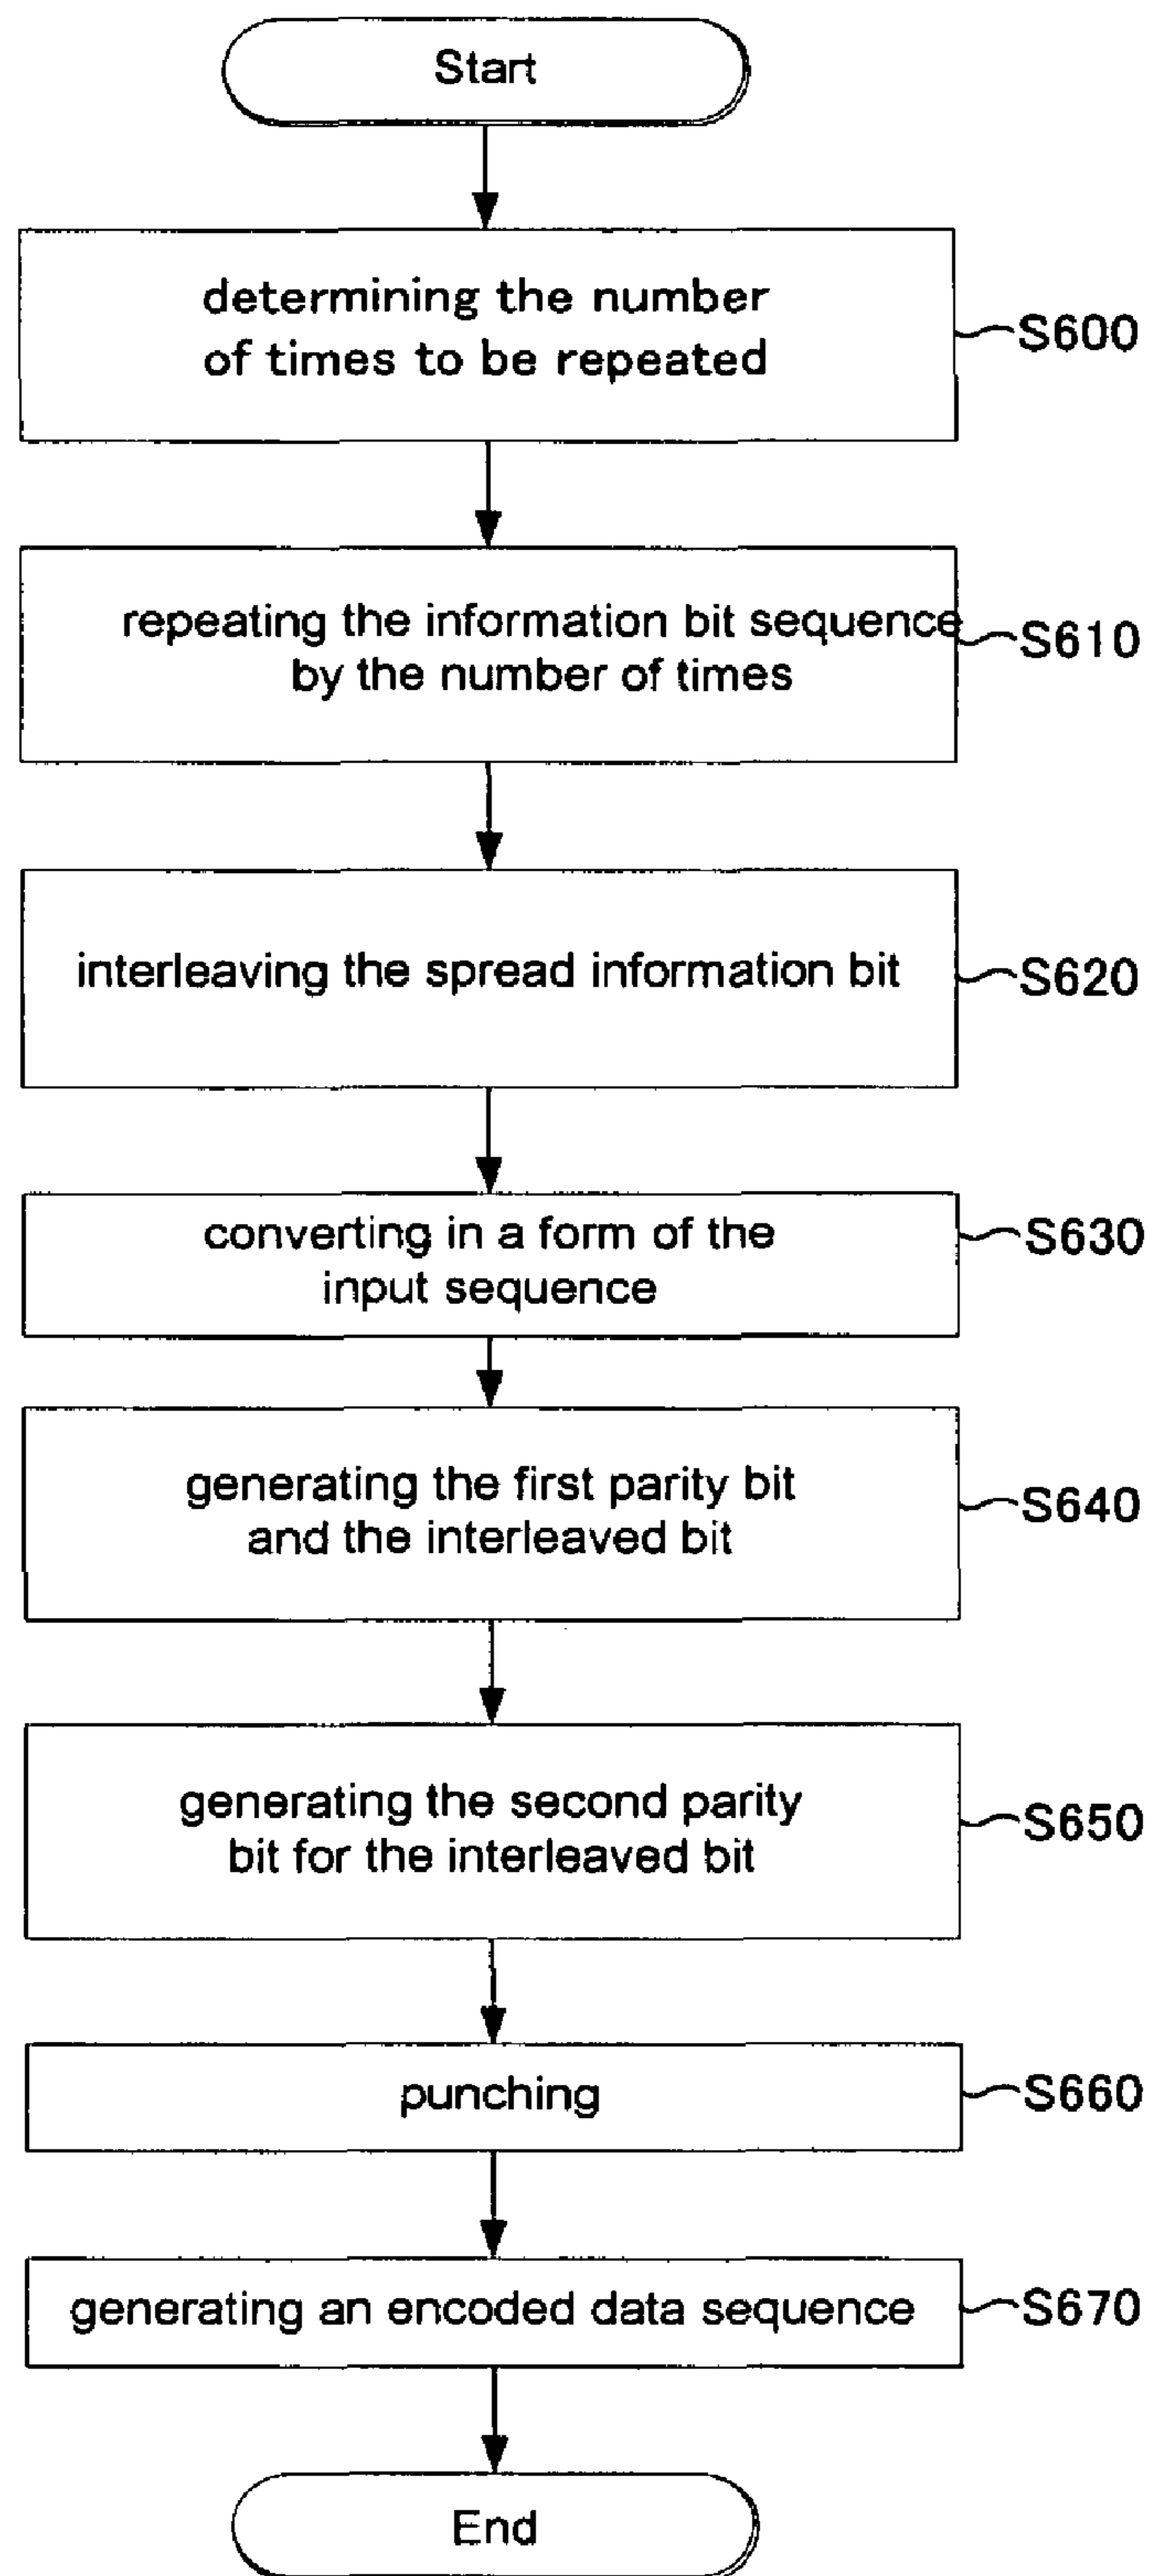 Start
determining the number
of times to be repeated
S600
repeating the information bit sequence
by the number of times
S610
interleaving the spread information bit
S620
converting in a form of the
input sequence
S630
generating the first parity bit
and the interleaved bit
S640
generating the second parity
bit for the interleaved bit
S650
punching
S660
generating an encoded data sequence
S670
End